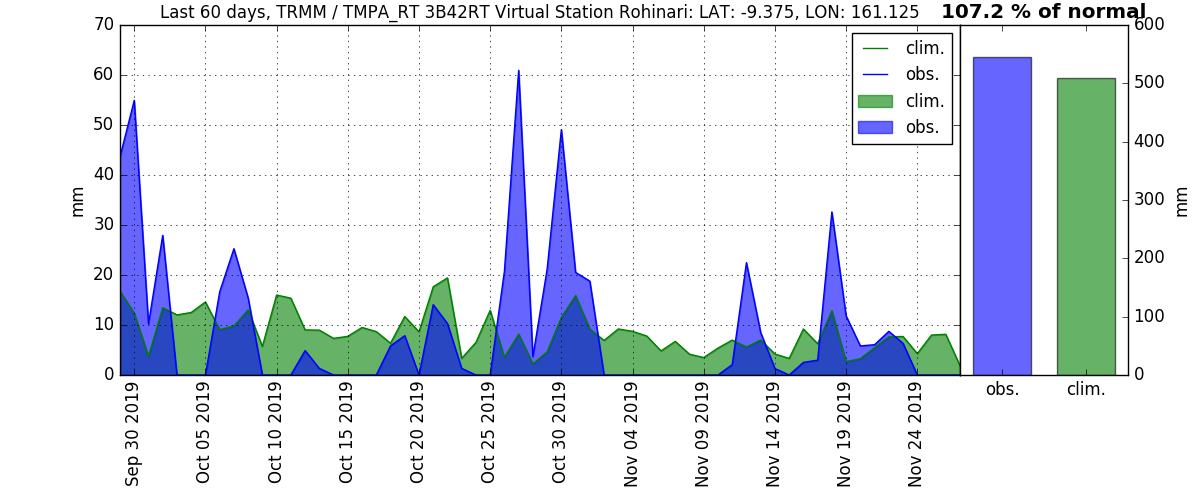 Last 60 days, TRMM / TMPA_RT 3B42RT Virtual Station Rohinari: LAT: -9.375, LON: 161.125
107.2 % of normal
70
60
50
40
30
20
10
0
mm
clim.
obs.
clim.
obs.
600
500
400
300
200
100
0
mm
obs.
clim.
Sep 30 2019
Oct 05 2019
Oct 10 2019
Oct 15 2019
Oct 20 2019
Oct 25 2019
Oct 30 2019
Nov 04 2019
Nov 09 2019
Nov 14 2019
Nov 19 2019
Nov 24 2019